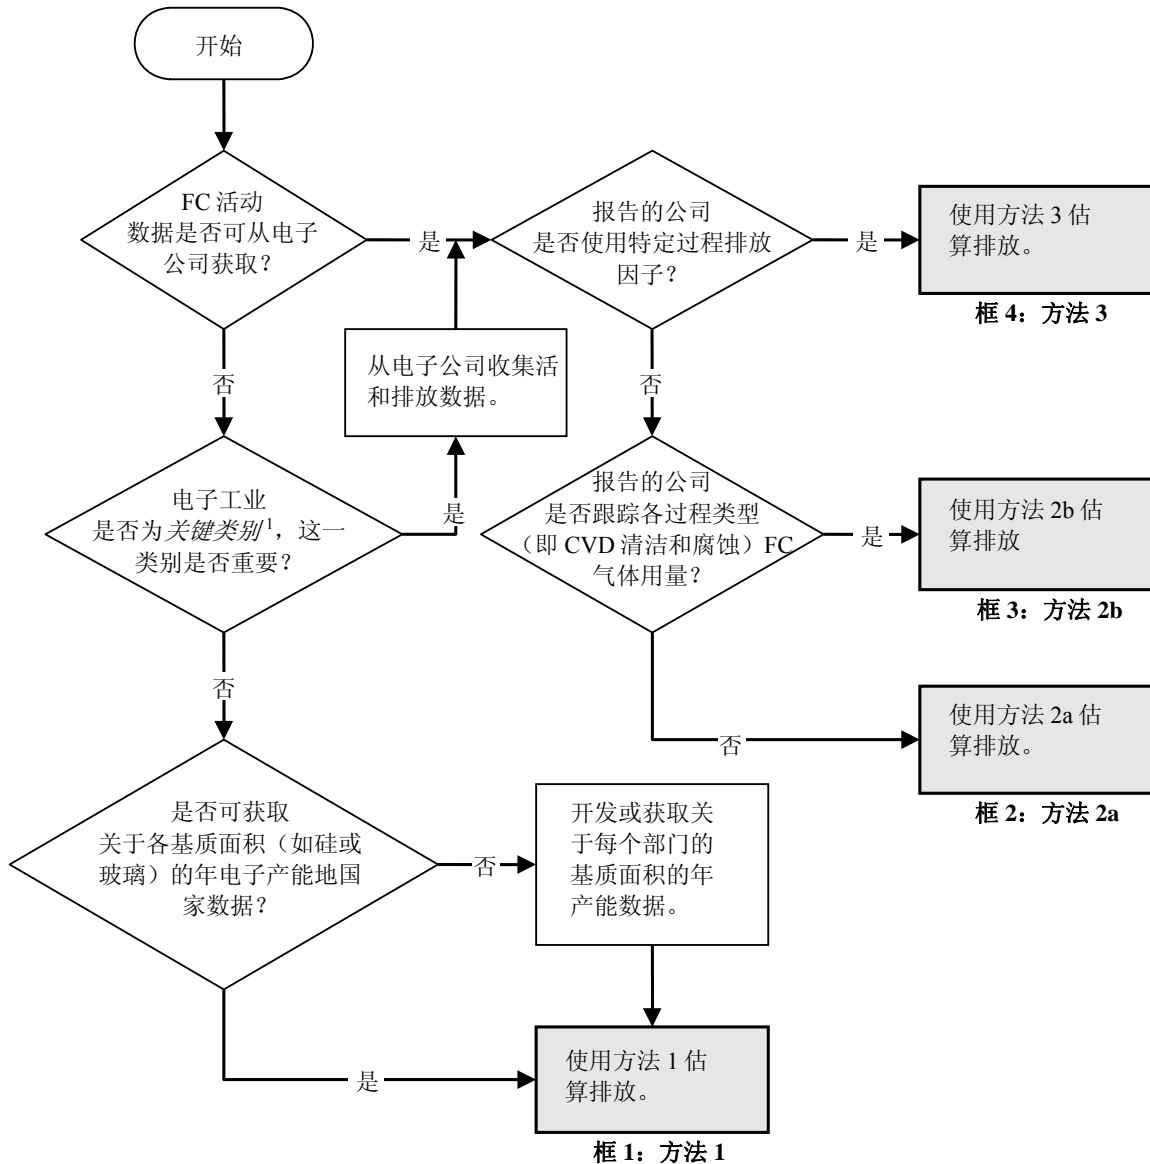 开始
FC 活动
数据是否可从电子
公司获取？
是
报告的公司
是否使用特定过程排放
因子？
是
使用方法 3 估
算排放。
框 4：方法 3
否
从电子公司收集活
和排放数据。
否
电子工业
是否为关键类别1，这一
类别是否重要？
是
报告的公司
是否跟踪各过程类型
（即 CVD 清洁和腐蚀）FC
气体用量？
是
使用方法 2b 估
算排放
框 3：方法 2b
否
使用方法 2a 估
算排放。
否
框 2：方法 2a
是否可获取
关于各基质面积（如硅或
玻璃）的年电子产能地国
家数据？
否
开发或获取关
于每个部门的
基质面积的年
产能数据。
使用方法 1 估
算排放。
是
框 1：方法 1